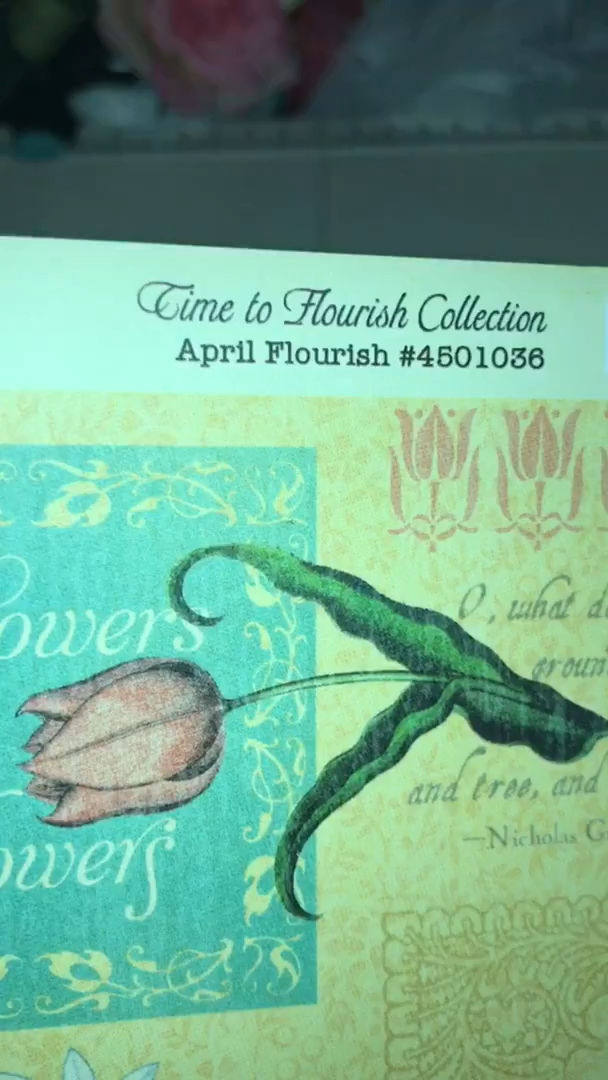 Time to Flourish Collection
April Flourish #4501036
owers
O, what d
groun
and tree, and
—Nicholas G
owers